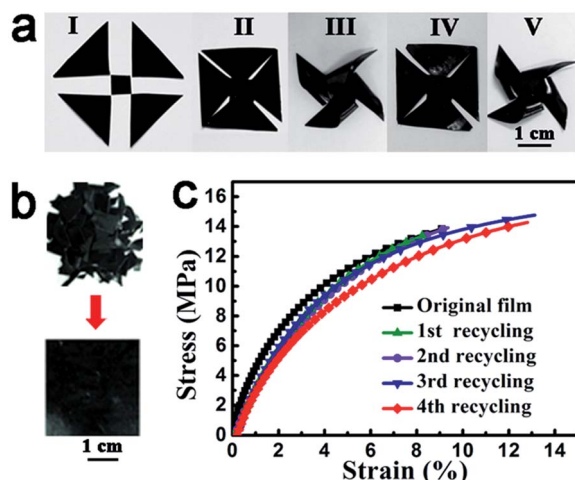 a
I II III IV V
1 cm
b
1 cm
c
Stress (MPa)
16
14
12
10
8
6
4
2
0
Original film
1st recycling
2nd recycling
3rd recycling
4th recycling
0 2 4 6 8 10 12 14
Strain (%)